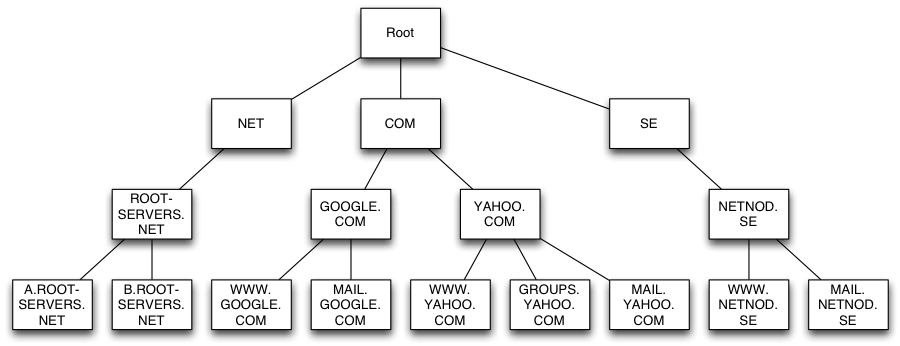 Root
NET
COM
SE
ROOT-
SERVERS.
NET
GOOGLE.
COM
YAHOO.
COM
NETNOD.
SE
A.ROOT-
SERVERS.
NET
B.ROOT-
SERVERS.
NET
WWW.
GOOGLE.
COM
MAIL.
GOOGLE.
COM
WWW.
YAHOO.
COM
GROUPS.
YAHOO.
COM
MAIL.
YAHOO.
COM
WWW.
NETNOD.
SE
MAIL.
NETNOD.
SE